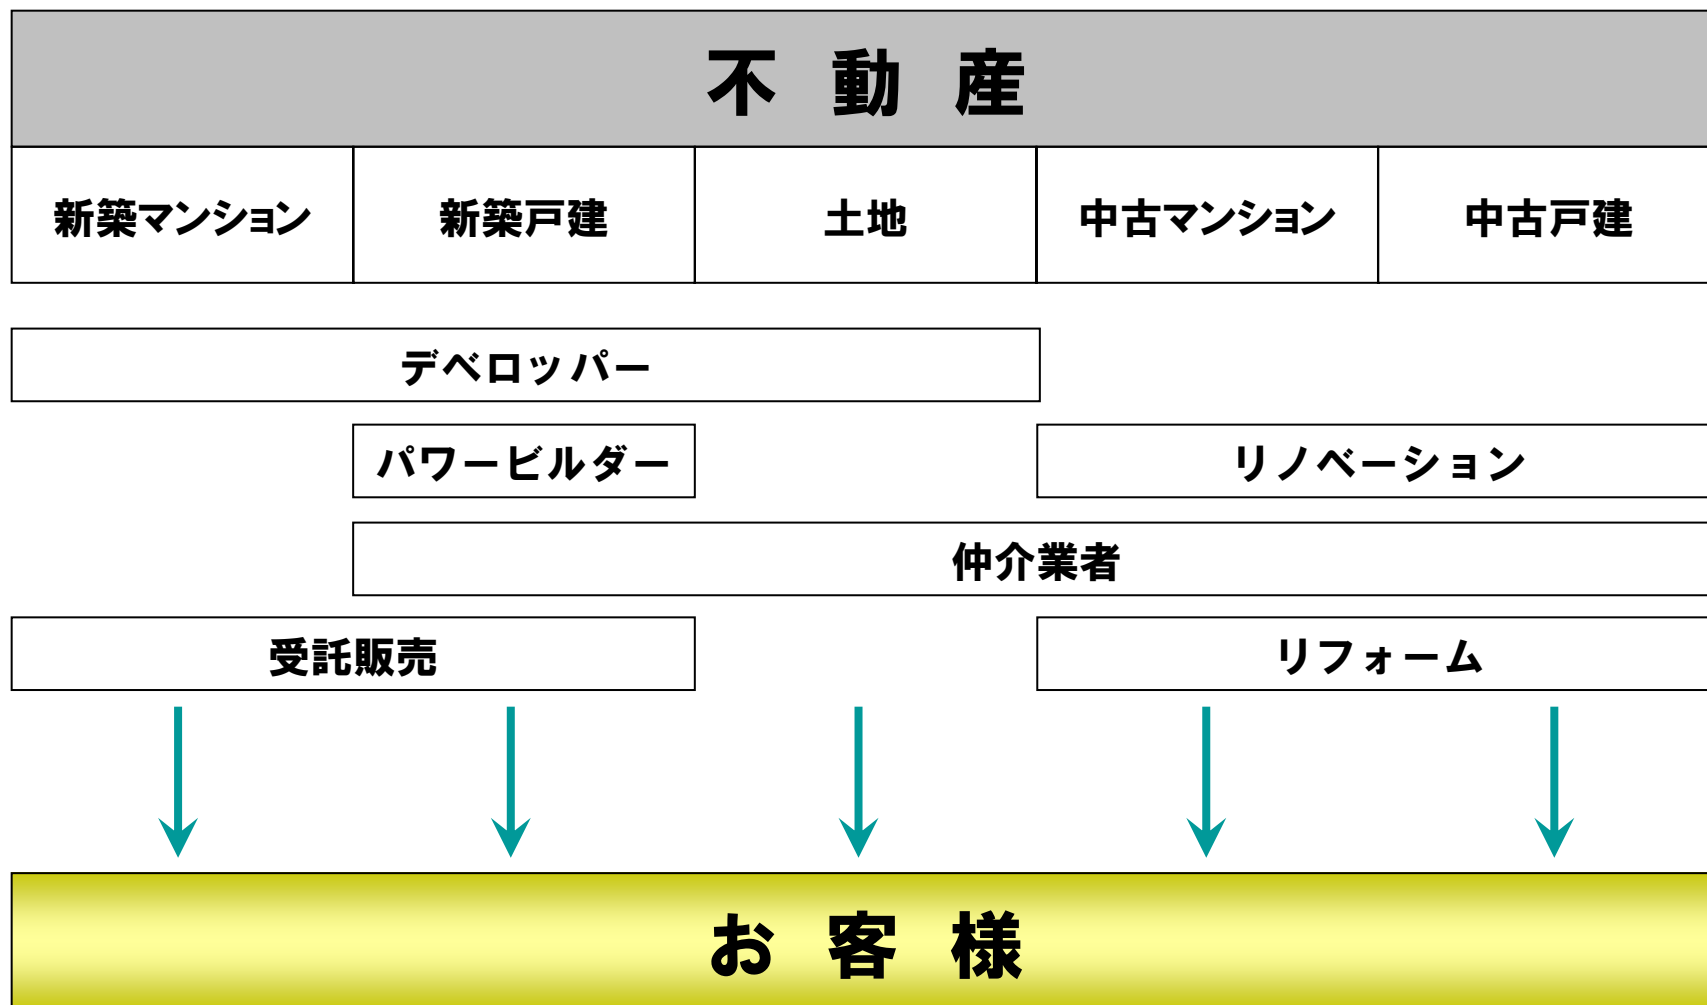 不動産
新築マンション 新築戸建 土地 中古マンション 中古戸建
デベロッパー
パワービルダー リノベーション
仲介業者
受託販売 リフォーム
お客様